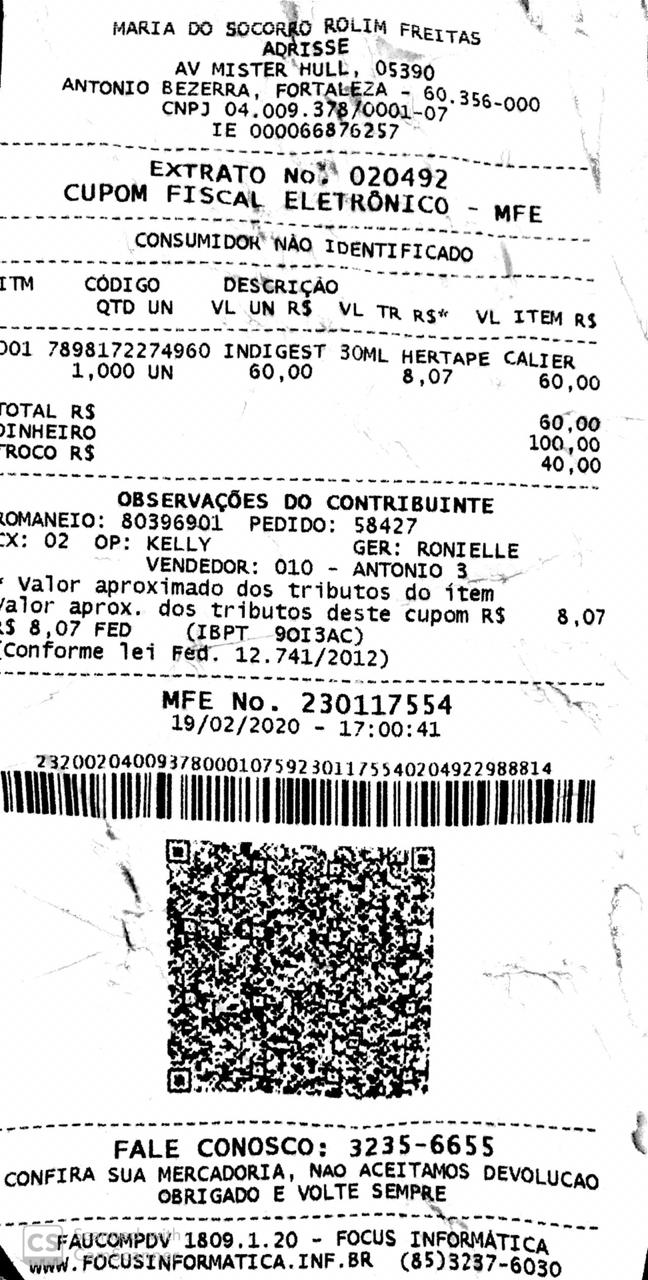 MARIA DO SOCORRO ROLIM FREITAS
ADRISSE
AV MISTER HULL, 05390
ANTONIO BEZERRA, FORTALEZA - 60.356-000
CNPJ 04.009.378/0001-07
IE 000066876257
EXTRATO No. 020492
CUPOM FISCAL ELETRÔNICO - MFE
CONSUMIDOR NÃO IDENTIFICADO
ITM CÓDIGO DESCRIÇÃO
QTD UN VL UN R$ VL TR R$* VL ITEM R$
001 7898172274960 INDIGEST 30ML HERTAPE CALIER
1,000 UN 60,00 8,07 60,00
TOTAL R$ 60,00
DINHEIRO 100,00
TROCO R$ 40,00
OBSERVAÇÕES DO CONTRIBUINTE
ROMANEIO: 80396901 PEDIDO: 58427
CX: 02 OP: KELLY GER: RONIELLE
VENDEDOR: 010 - ANTONIO 3
* Valor aproximado dos tributos do ítem
Valor aprox. dos tributos deste cupom R$ 8,07
R$ 8,07 FED (IBPT 9OI3AC)
(Conforme lei Fed. 12.741/2012)
MFE No. 230117554
19/02/2020 - 17:00:41
23200204009378000107592301175540204922988814
FALE CONOSCO: 3235-6655
CONFIRA SUA MERCADORIA, NAO ACEITAMOS DEVOLUCAO
OBRIGADO E VOLTE SEMPRE
CS Scanned with CamScanner
FAUCOMPDV 1809.1.20 - FOCUS INFORMÁTICA
www.FOCUSINFORMATICA.INF.BR (85)3237-6030